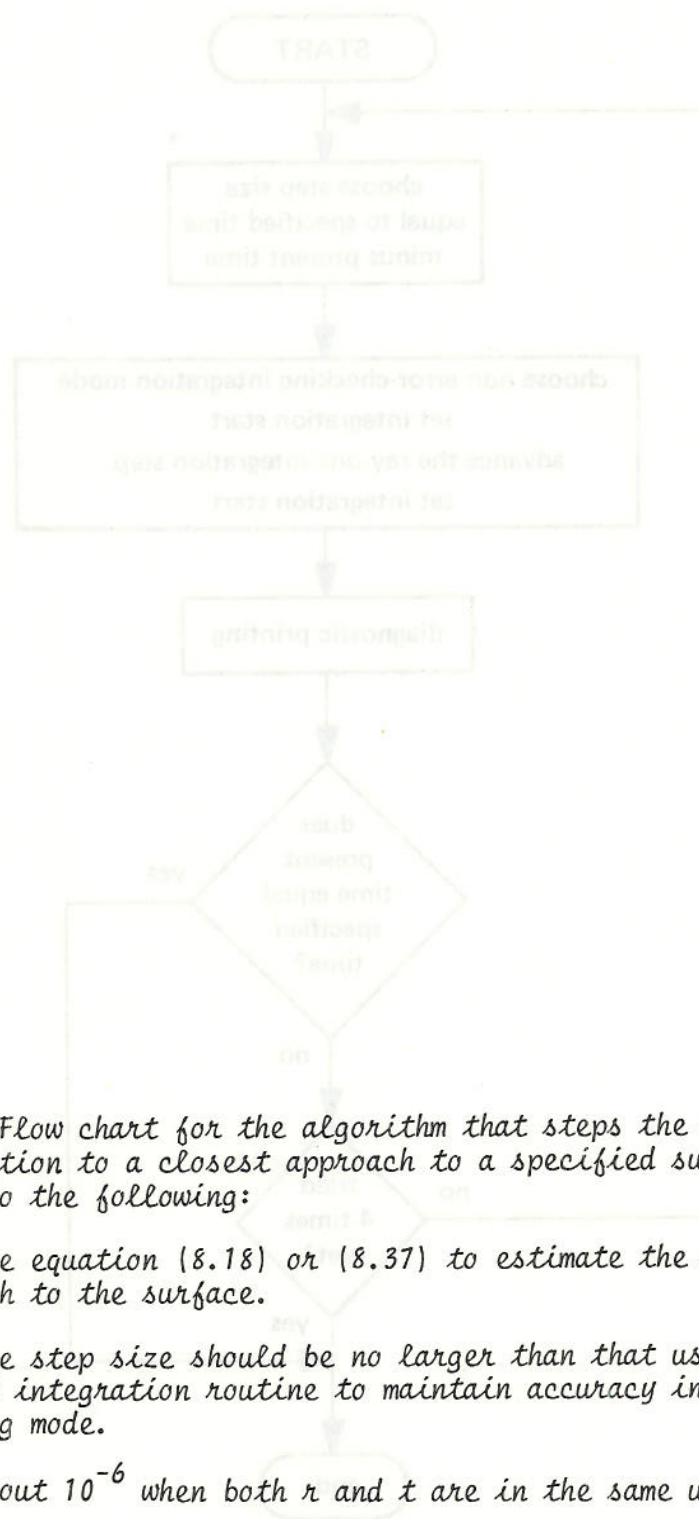 START
choose step size
equal to specified time
minus present time
choose non error-checking integration mode
set integration start
advance the ray one integration step
set integration start
diagnostic printing
does
present
time equal
specified
time?
yes
no
Flow chart for the algorithm that steps the
tion to a closest approach to a specified su
o the following:
tried
4 times
no
e equation (8.18) or (8.37) to estimate the
h to the surface.
yes
e step size should be no larger than that us
integration routine to maintain accuracy in
g mode.
out 10⁻⁶ when both r and t are in the same u